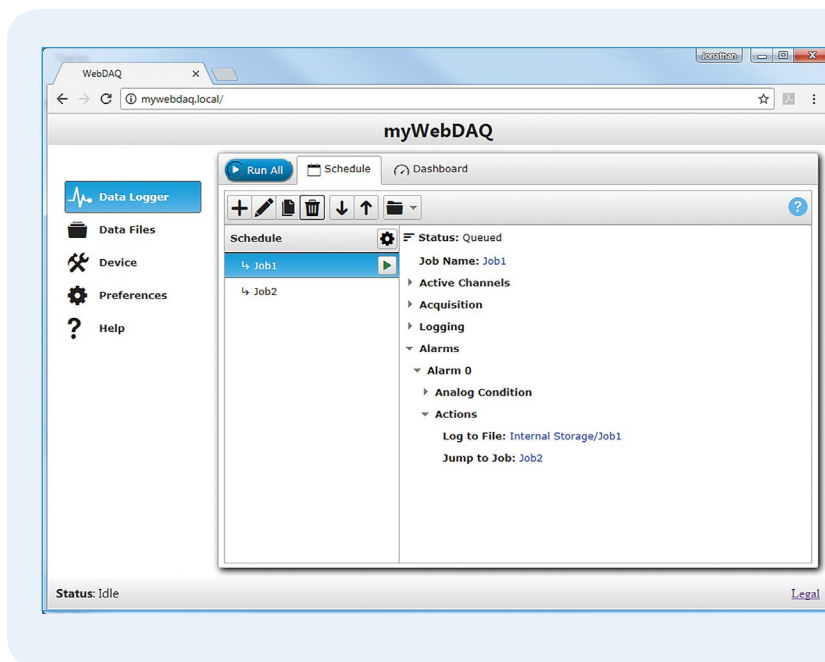 Jonathan
WebDAQ
mywebdaq.local/
myWebDAQ
Run All
Schedule
Dashboard
Data Logger
Data Files
Device
Preferences
? Help
?
Schedule
Job1
Job2
Status: Queued
Job Name: Job1
Active Channels
Acquisition
Logging
Alarms
Alarm 0
Analog Condition
Actions
Log to File: Internal Storage/Job1
Jump to Job: Job2
Status: Idle
Legal